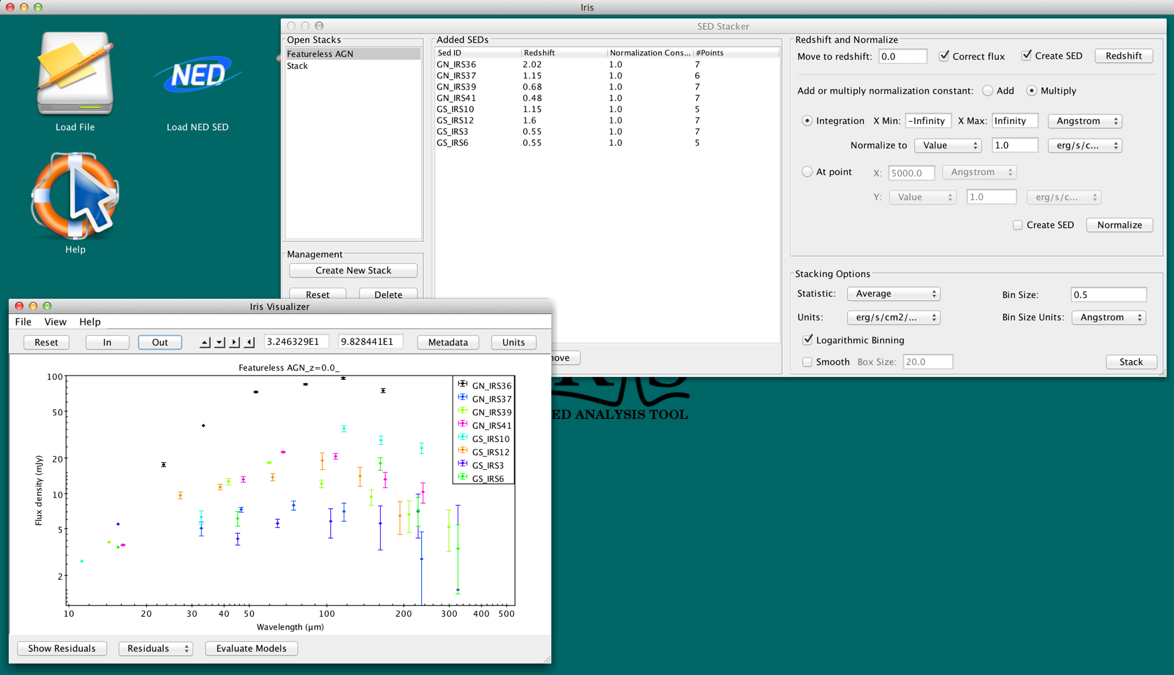 Iris
Load File
NED
Load NED SED
Help
SED Stacker
Open Stacks
Featureless AGN
Stack
Management
Create New Stack
Reset
Delete
Added SEDs
Sed ID Redshift Normalization Cons... #Points
GN_IRS36 2.02 1.0 7
GN_IRS37 1.15 1.0 6
GN_IRS39 0.68 1.0 7
GN_IRS41 0.48 1.0 7
GS_IRS10 1.15 1.0 5
GS_IRS12 1.6 1.0 7
GS_IRS3 0.55 1.0 7
GS_IRS6 0.55 1.0 5
ove
Redshift and Normalize
Move to redshift: 0.0 Correct flux Create SED Redshift
Add or multiply normalization constant: Add Multiply
Integration X Min: -Infinity X Max: Infinity Angstrom
Normalize to Value 1.0 erg/s/c...
At point X: 5000.0 Angstrom
Y: Value 1.0 erg/s/c...
Create SED Normalize
Stacking Options
Statistic: Average Bin Size: 0.5
Units: erg/s/cm2/... Bin Size Units: Angstrom
Logarithmic Binning
Smooth Box Size: 20.0 Stack
ED ANALYSIS TOOL
Iris Visualizer
File View Help
Reset In Out 3.246329E1 9.828441E1 Metadata Units
Featureless AGN_z=0.0_
Flux density (mJy)
100
50
20
10
5
2
GN_IRS36
GN_IRS37
GN_IRS39
GN_IRS41
GS_IRS10
GS_IRS12
GS_IRS3
GS_IRS6
10 20 30 40 50 100 200 300 400 500
Wavelength (μm)
Show Residuals Residuals Evaluate Models